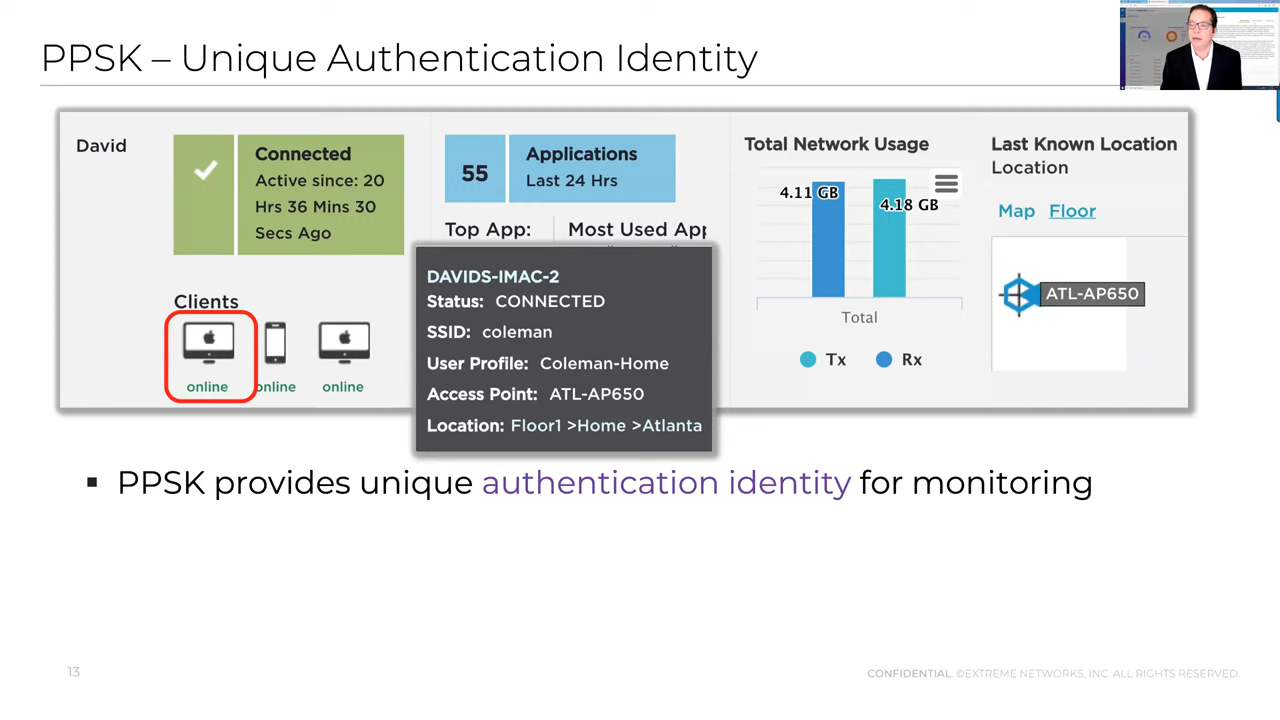 PPSK – Unique Authentication Identity
David
Connected
Active since: 20
Hrs 36 Mins 30
Secs Ago
55
Applications
Last 24 Hrs
Top App:
Most Used App
Clients
online
online
online
DAVIDS-IMAC-2
Status: CONNECTED
SSID: coleman
User Profile: Coleman-Home
Access Point: ATL-AP650
Location: Floor1 >Home >Atlanta
Total Network Usage
4.11 GB
4.18 GB
Total
Tx
Rx
Last Known Location
Location
Map Floor
ATL-AP650
▪ PPSK provides unique authentication identity for monitoring
13
CONFIDENTIAL. ©EXTREME NETWORKS, INC. ALL RIGHTS RESERVED.